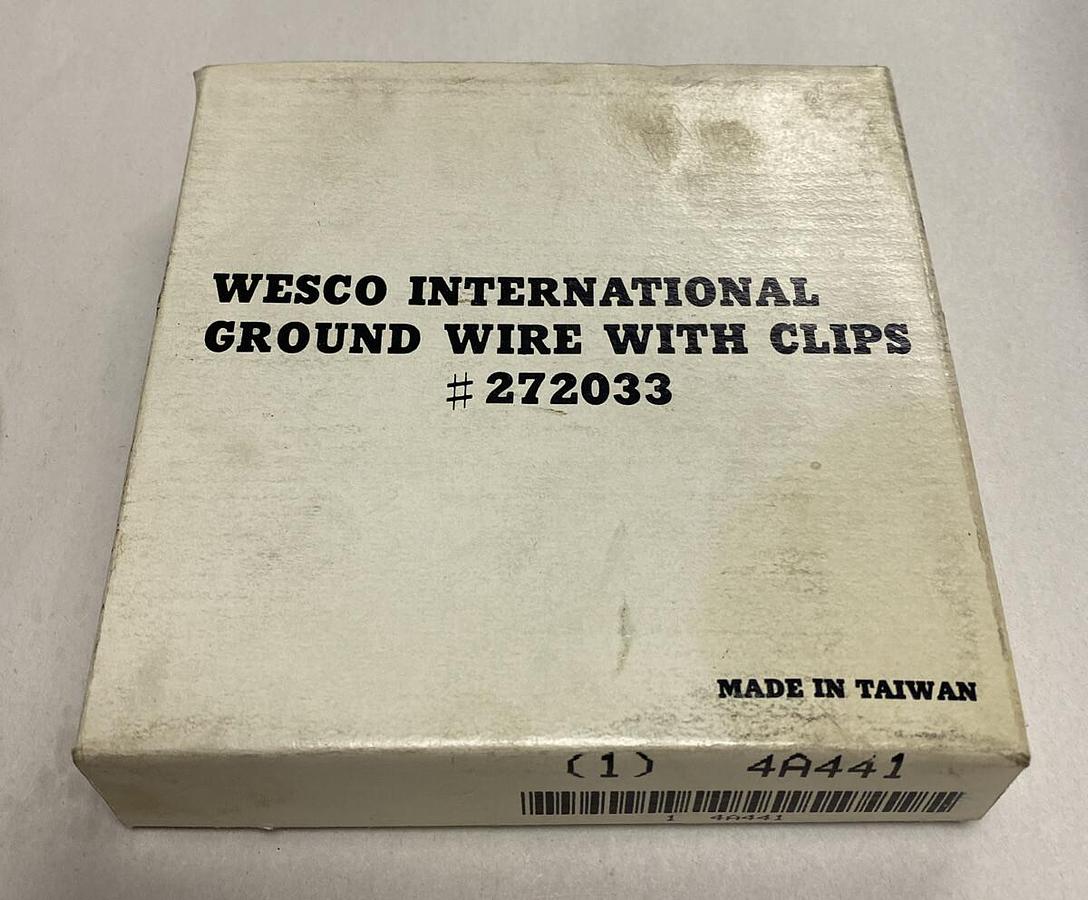 WESCO INTERNATIONAL
GROUND WIRE WITH CLIPS
#272033
MADE IN TAIWAN
(1) 4A441
1 4A441